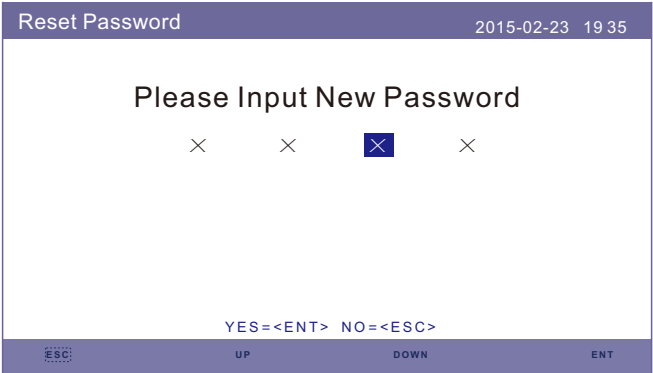 Reset Password 2015-02-23 19 35
Please Input New Password
X X X X
YES=<ENT> NO=<ESC>
ESC UP DOWN ENT